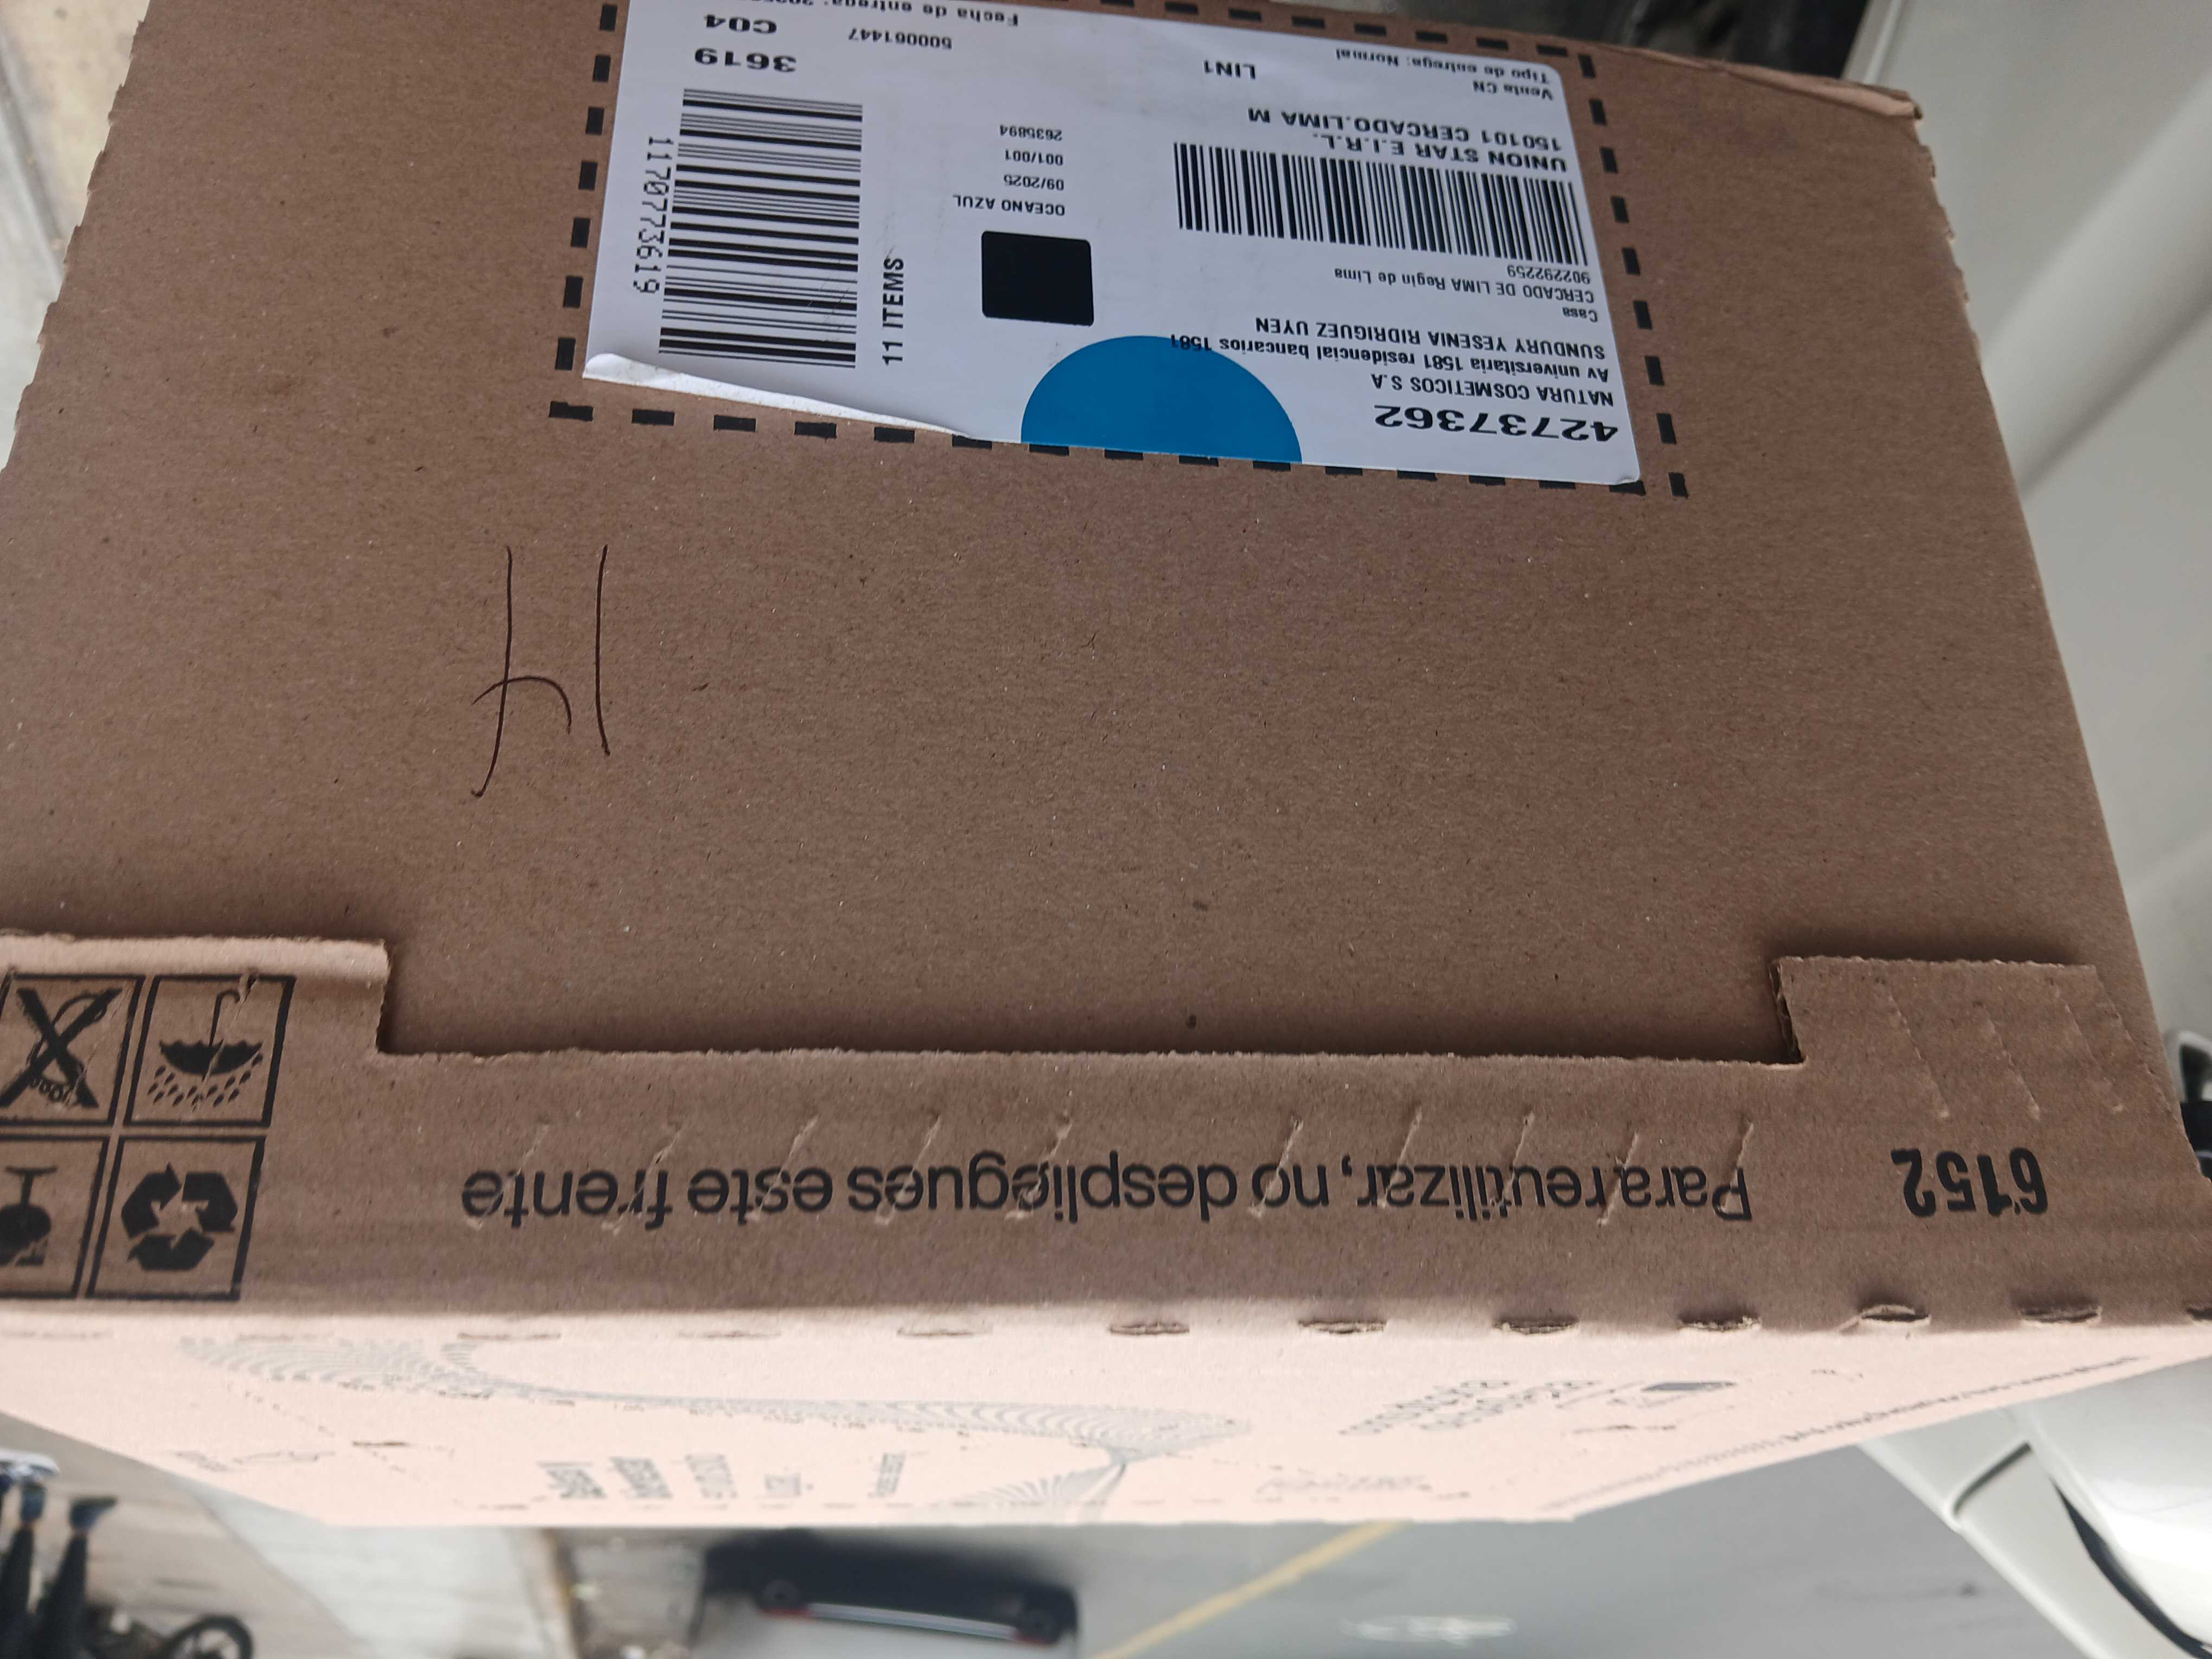 42737362
NATURA COSMETICOS S.A
Av universitaria 1581 residencial bancarios 1581
SUNDURY YESENIA RIDRIGUEZ UYEN
Casa
CERCADO DE LIMA Regin de Lima
902292259
UNION STAR E.I.R.L.
150101 CERCADO.LIMA M
Venta CN
Tipo de entrega: Normal
LIN1
OCEANO AZUL
09/2025
001/001
2635894
500061447
Fecha de entrega:
11 ITEMS
1170773619
3619
C04
14
6152
Para reutilizar, no despliegues este frente